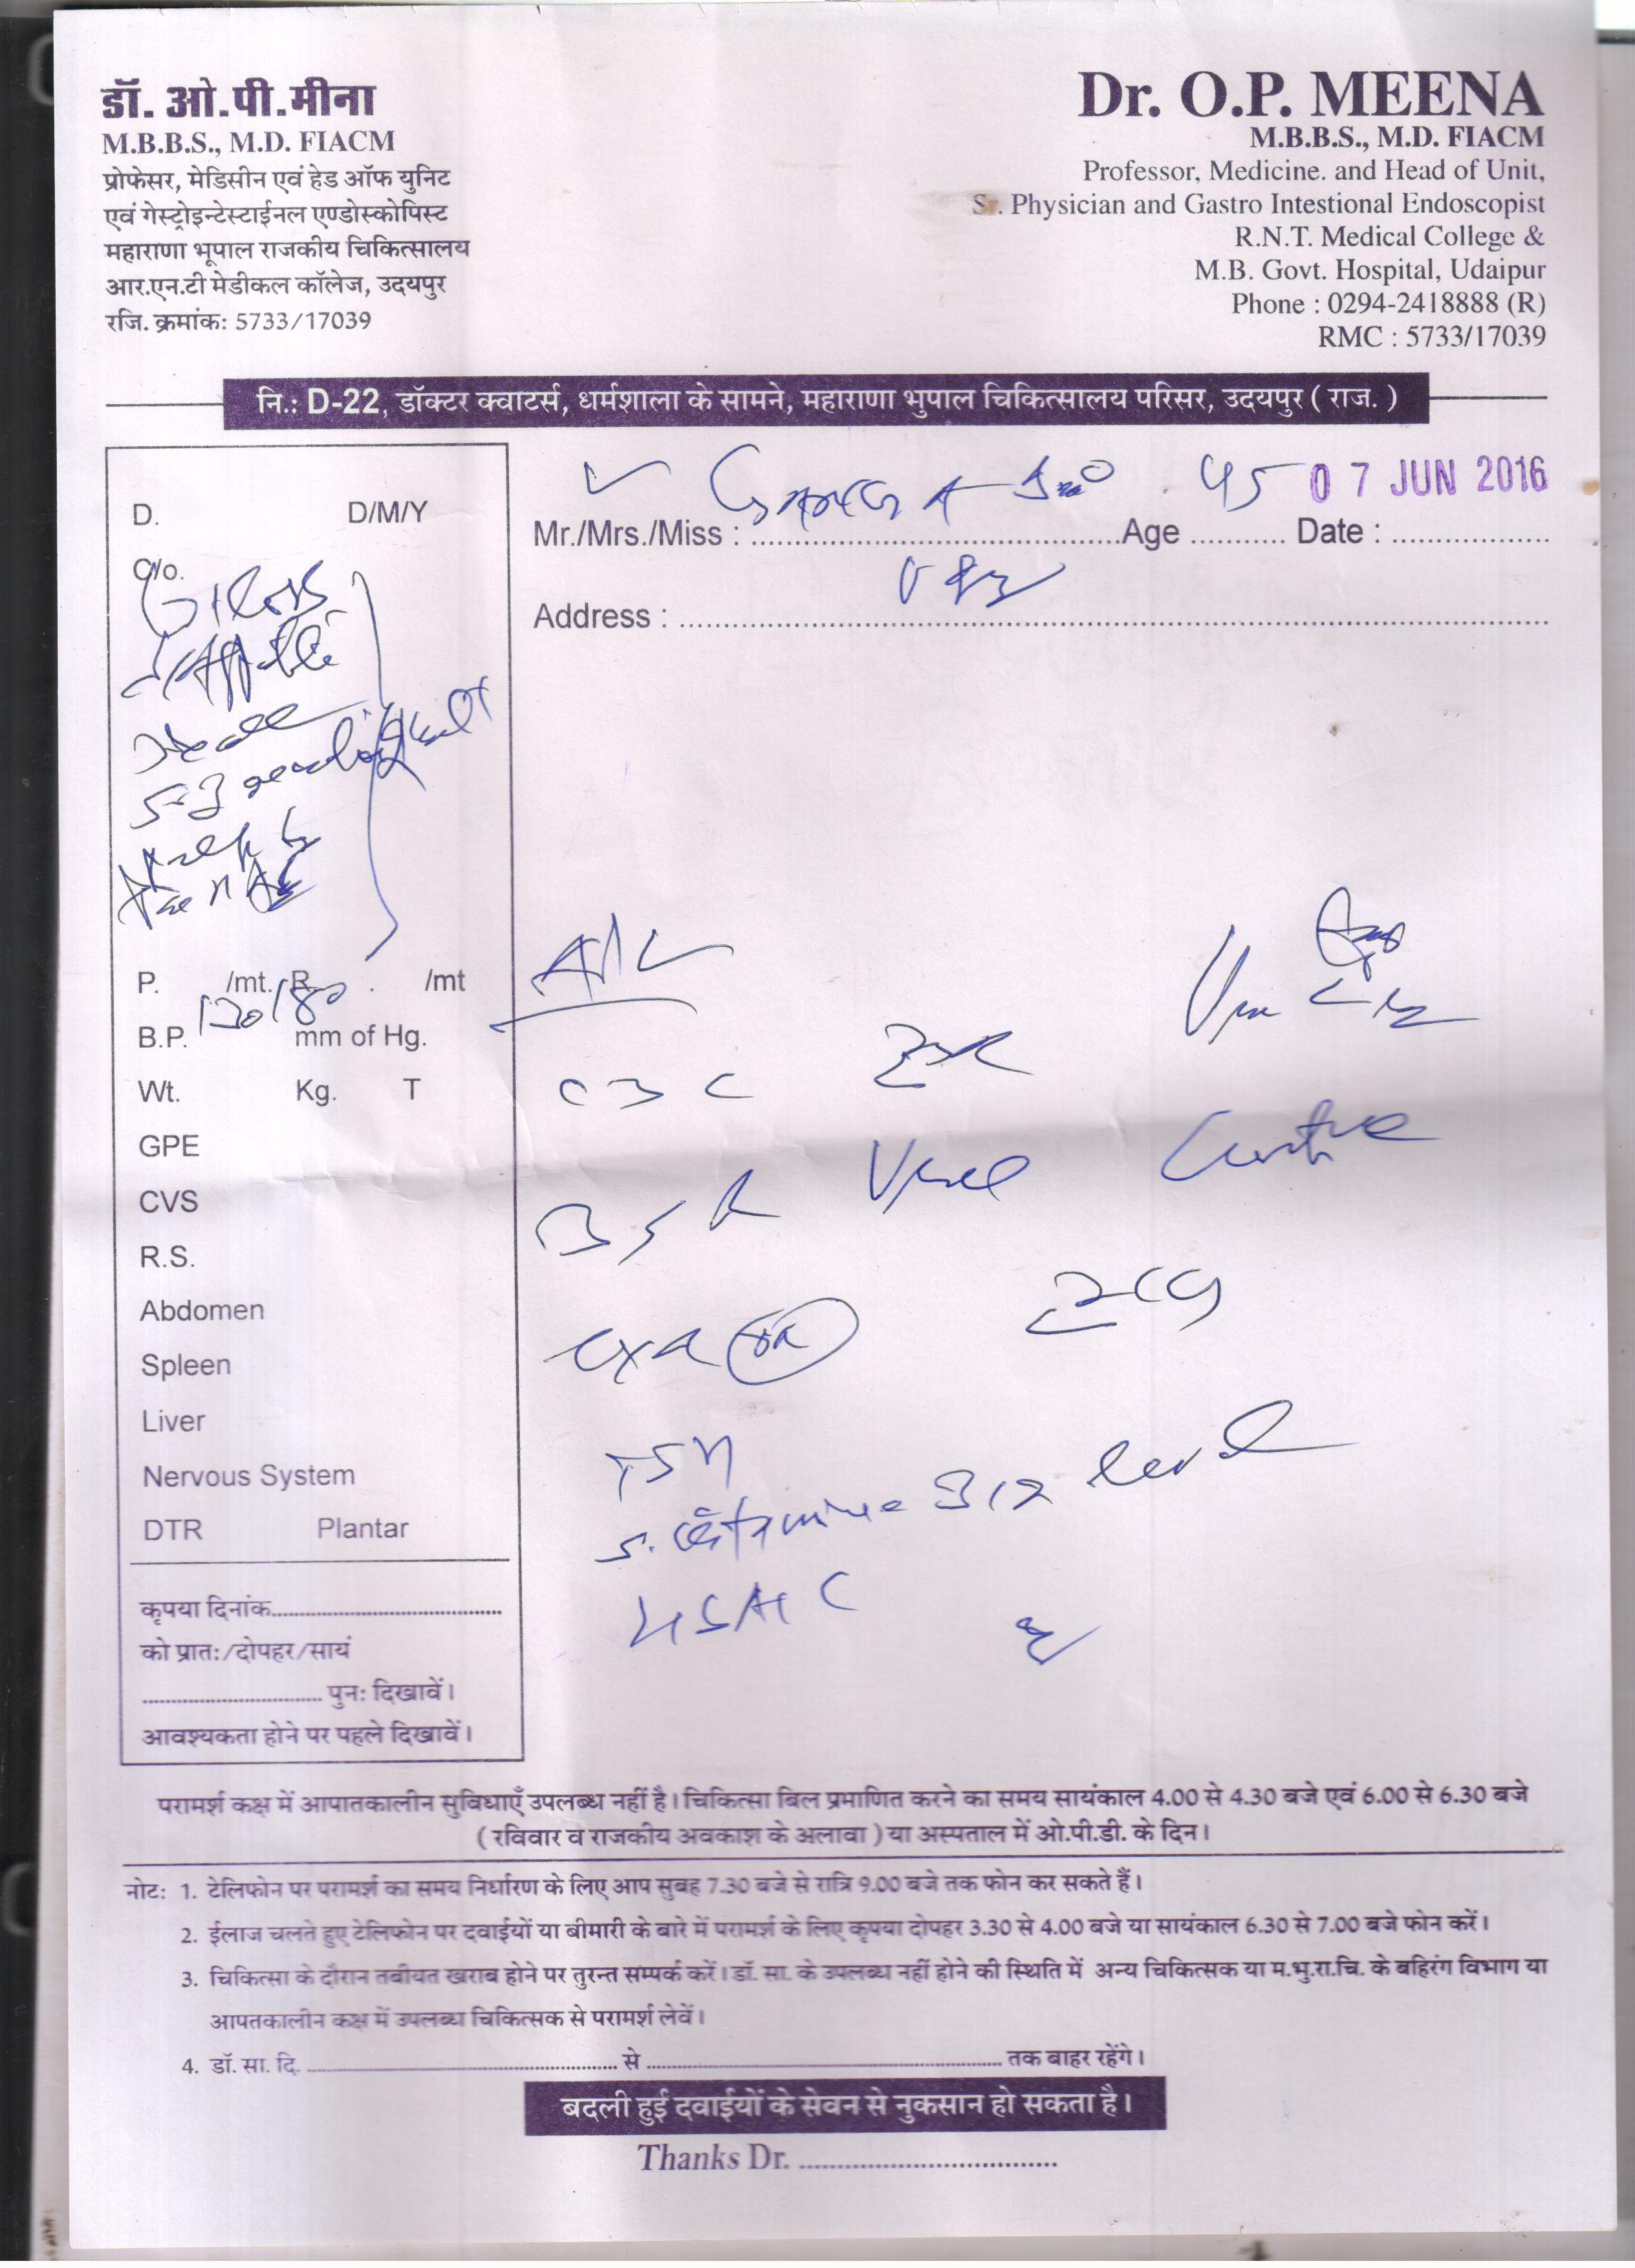 डॉ. ओ.पी.मीना
M.B.B.S., M.D. FIACM
प्रोफेसर, मेडिसीन एवं हेड ऑफ युनिट
एवं गेस्ट्रोइन्टेस्टाईनल एण्डोस्कोपिस्ट
महाराणा भूपाल राजकीय चिकित्सालय
आर.एन.टी मेडीकल कॉलेज, उदयपुर
रजि. क्रमांक: 5733/17039
Dr. O.P. MEENA
M.B.B.S., M.D. FIACM
Professor, Medicine. and Head of Unit,
Sr. Physician and Gastro Intestional Endoscopist
R.N.T. Medical College &
M.B. Govt. Hospital, Udaipur
Phone : 0294-2418888 (R)
RMC : 5733/17039
नि.: D-22, डॉक्टर क्वाटर्स, धर्मशाला के सामने, महाराणा भुपाल चिकित्सालय परिसर, उदयपुर ( राज. )
Mr./Mrs./Miss : Age 45 Date : 07 JUN 2016
Address :
D. D/M/Y
C/o.
P. /mt. R. /mt
B.P. 130/80 mm of Hg.
Wt. Kg. T
GPE
CVS
R.S.
Abdomen
Spleen
Liver
Nervous System
DTR Plantar
कृपया दिनांक
को प्रातः/दोपहर/सायं
पुनः दिखावें।
आवश्यकता होने पर पहले दिखावें।
CBC
ECG
TSH
B12 level
परामर्श कक्ष में आपातकालीन सुविधाएँ उपलब्ध नहीं है। चिकित्सा बिल प्रमाणित करने का समय सायंकाल 4.00 से 4.30 बजे एवं 6.00 से 6.30 बजे
( रविवार व राजकीय अवकाश के अलावा ) या अस्पताल में ओ.पी.डी. के दिन।
नोट: 1. टेलिफोन पर परामर्श का समय निर्धारण के लिए आप सुबह 7.30 बजे से रात्रि 9.00 बजे तक फोन कर सकते हैं।
2. ईलाज चलते हुए टेलिफोन पर दवाईयों या बीमारी के बारे में परामर्श के लिए कृपया दोपहर 3.30 से 4.00 बजे या सायंकाल 6.30 से 7.00 बजे फोन करें।
3. चिकित्सा के दौरान तबीयत खराब होने पर तुरन्त सम्पर्क करें। डॉ. सा. के उपलब्ध नहीं होने की स्थिति में अन्य चिकित्सक या म.भु.रा.चि. के बहिरंग विभाग या
आपतकालीन कक्ष में उपलब्ध चिकित्सक से परामर्श लेवें।
4. डॉ. सा. दि. से तक बाहर रहेंगे।
बदली हुई दवाईयों के सेवन से नुकसान हो सकता है।
Thanks Dr.